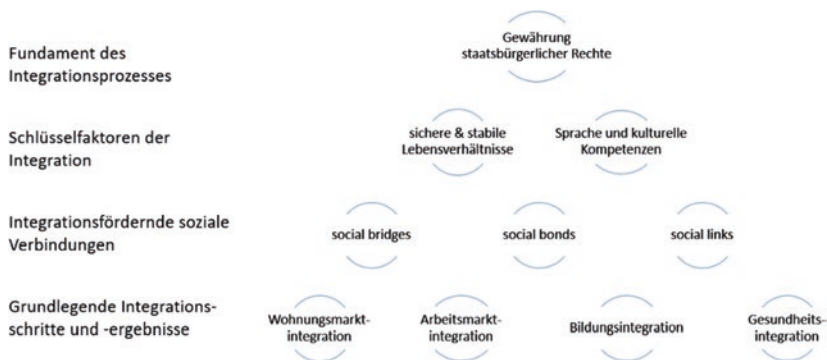 Fundament des
Integrationsprozesses
Gewährung
staatsbürgerlicher Rechte
Schlüsselfaktoren der
Integration
sichere & stabile
Lebensverhältnisse
Sprache und kulturelle
Kompetenzen
Integrationsfördernde soziale
Verbindungen
social bridges
social bonds
social links
Grundlegende Integrations-
schritte und -ergebnisse
Wohnungsmarkt-
integration
Arbeitsmarkt-
integration
Bildungsintegration
Gesundheits-
integration